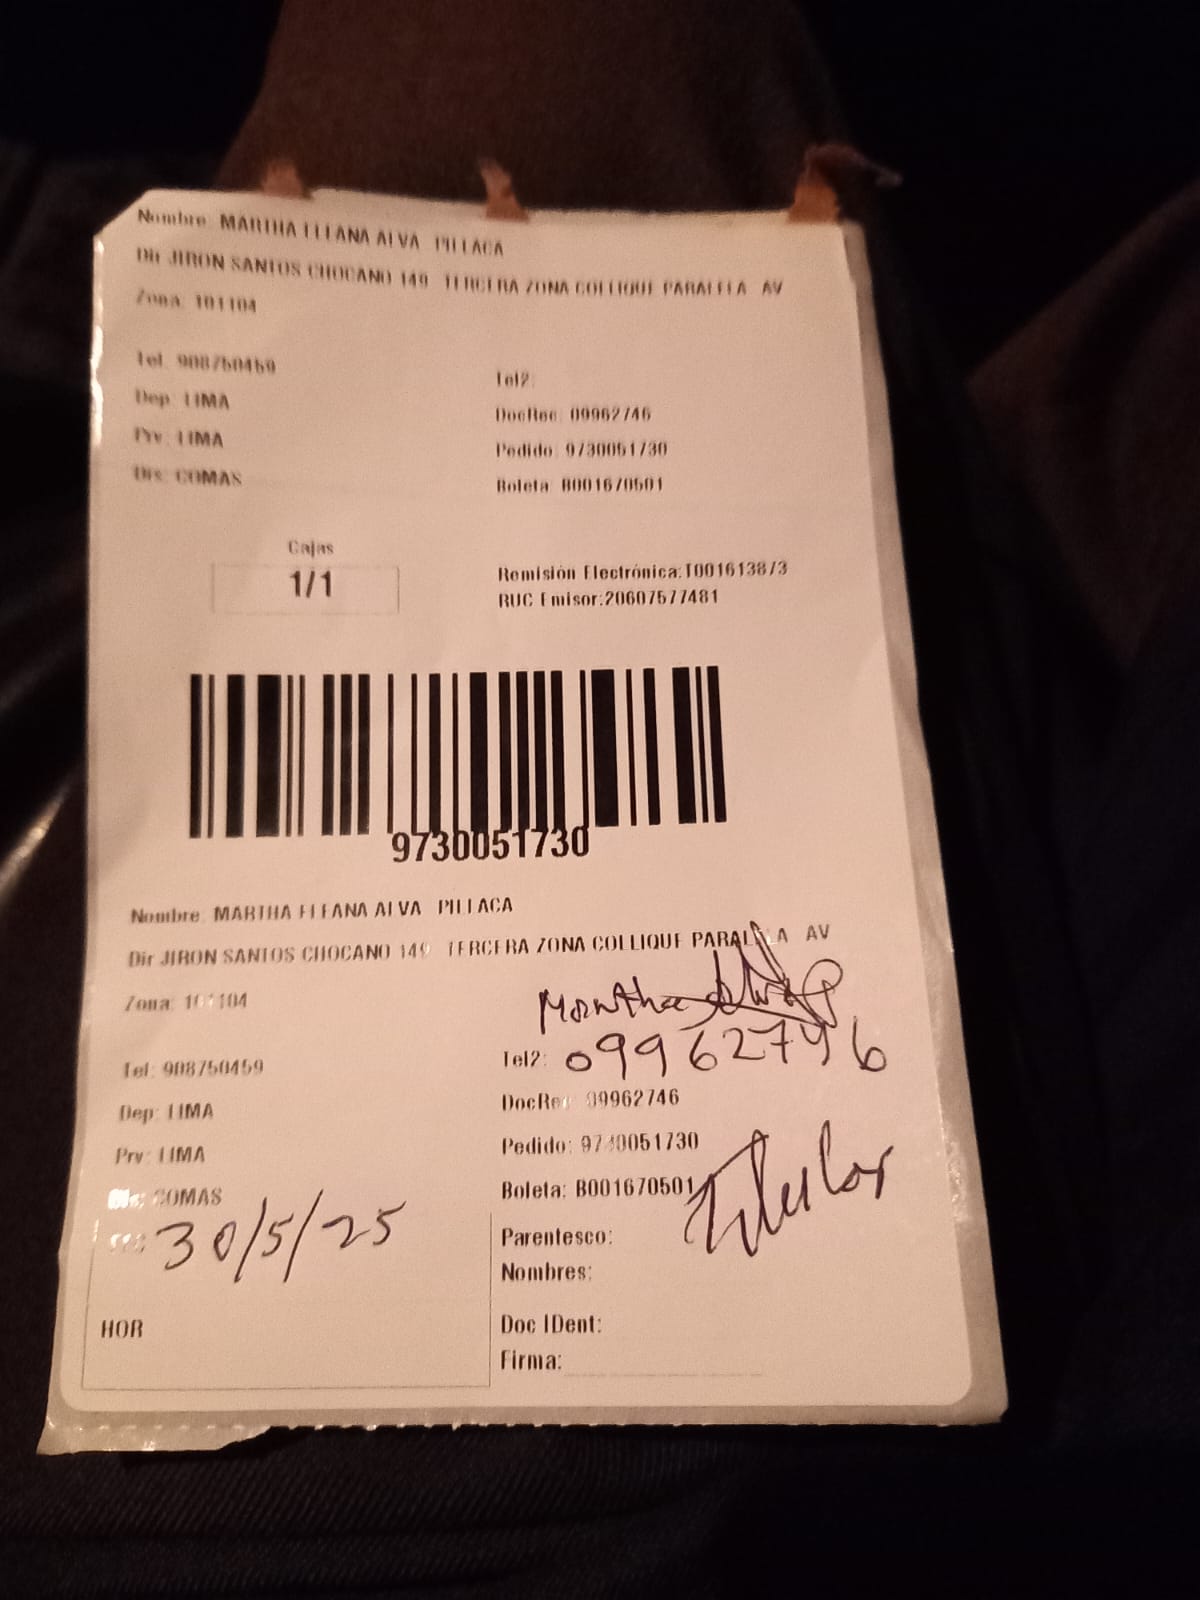 Nombre: MARTHA ELEANA ALVA PILLACA
Dir JIRON SANTOS CHOCANO 149 TERCERA ZONA COLLIQUE PARALELA AV
Zona: 101104
Tel: 908750459
Tel2:
Dep: LIMA
DocRec: 09962746
Prv: LIMA
Pedido: 9730051730
Dis: COMAS
Boleta: B001670501
Cajas
1/1
Remisión Electrónica:T001613873
RUC Emisor:20607577481
9730051730
Nombre: MARTHA ELEANA ALVA PILLACA
Dir JIRON SANTOS CHOCANO 149 TERCERA ZONA COLLIQUE PARALELA AV
Zona: 101104
Martha Alva P
Tel: 908750459
Tel2: 09962746
Dep: LIMA
DocRec: 09962746
Prv: LIMA
Pedido: 9730051730
Dis: COMAS
Boleta: B001670501
30/5/25
Titular
Parentesco:
Nombres:
HOR
Doc IDent:
Firma: